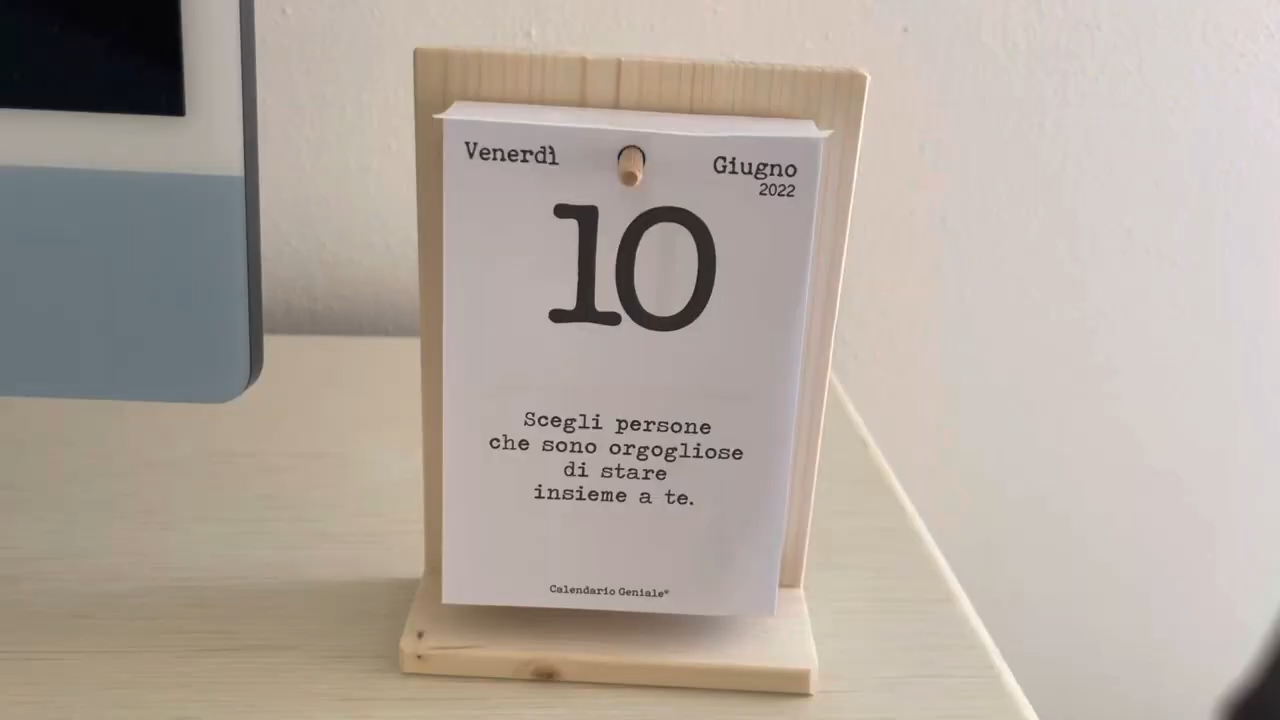 Venerdì
Giugno
2022
10
Scegli persone
che sono orgogliose
di stare
insieme a te.
Calendario Geniale®